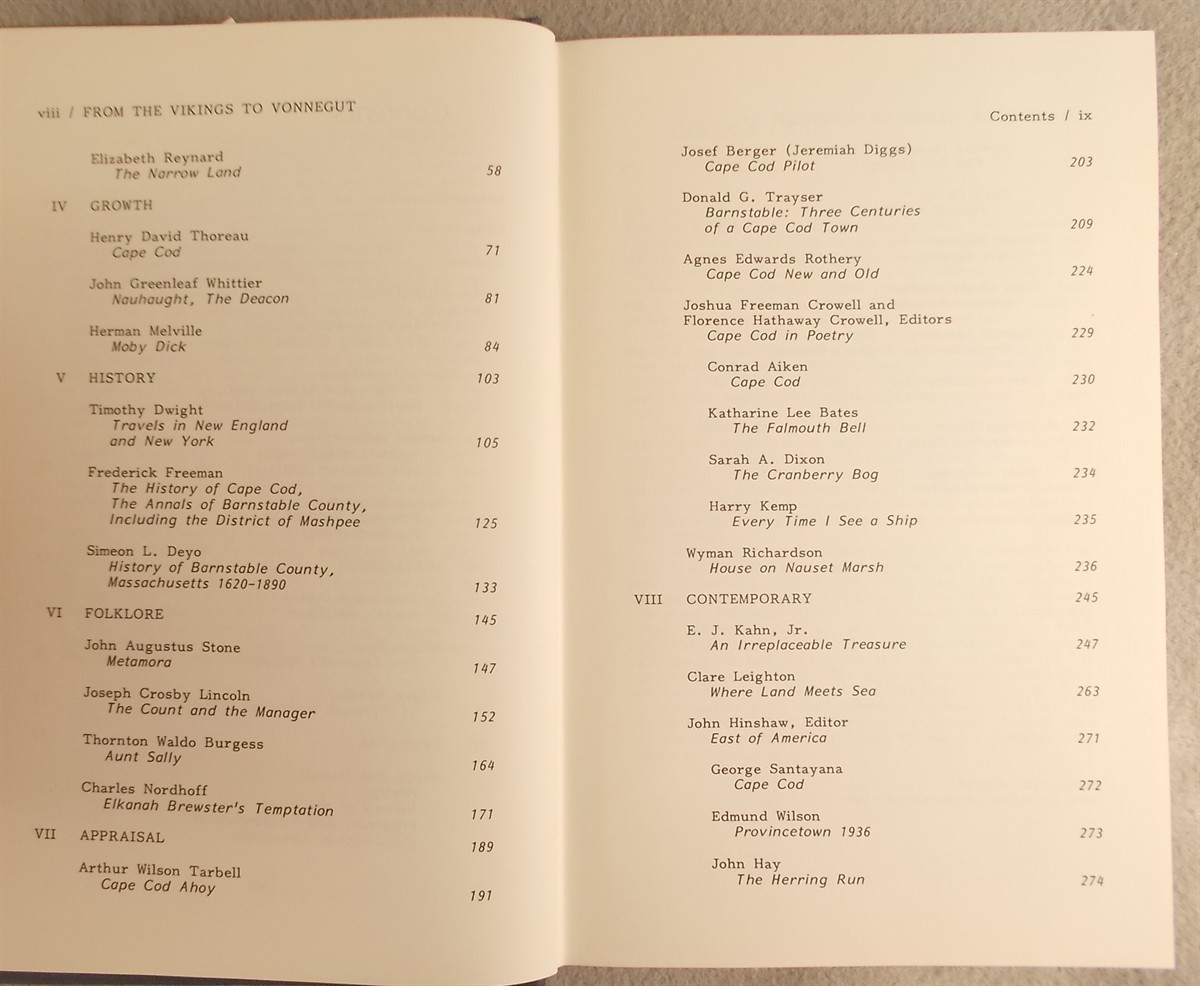 viii / FROM THE VIKINGS TO VONNEGUT
Elizabeth Reynard
The Narrow Land 58
IV GROWTH
Henry David Thoreau
Cape Cod 71
John Greenleaf Whittier
Nauhaught, The Deacon 81
Herman Melville
Moby Dick 84
V HISTORY 103
Timothy Dwight
Travels in New England
and New York 105
Frederick Freeman
The History of Cape Cod,
The Annals of Barnstable County,
Including the District of Mashpee 125
Simeon L. Deyo
History of Barnstable County,
Massachusetts 1620-1890 133
VI FOLKLORE 145
John Augustus Stone
Metamora 147
Joseph Crosby Lincoln
The Count and the Manager 152
Thornton Waldo Burgess
Aunt Sally 164
Charles Nordhoff
Elkanah Brewster's Temptation 171
VII APPRAISAL 189
Arthur Wilson Tarbell
Cape Cod Ahoy 191
Contents / ix
Josef Berger (Jeremiah Diggs)
Cape Cod Pilot 203
Donald G. Trayser
Barnstable: Three Centuries
of a Cape Cod Town 209
Agnes Edwards Rothery
Cape Cod New and Old 224
Joshua Freeman Crowell and
Florence Hathaway Crowell, Editors
Cape Cod in Poetry 229
Conrad Aiken
Cape Cod 230
Katharine Lee Bates
The Falmouth Bell 232
Sarah A. Dixon
The Cranberry Bog 234
Harry Kemp
Every Time I See a Ship 235
Wyman Richardson
House on Nauset Marsh 236
VIII CONTEMPORARY 245
E. J. Kahn, Jr.
An Irreplaceable Treasure 247
Clare Leighton
Where Land Meets Sea 263
John Hinshaw, Editor
East of America 271
George Santayana
Cape Cod 272
Edmund Wilson
Provincetown 1936 273
John Hay
The Herring Run 274